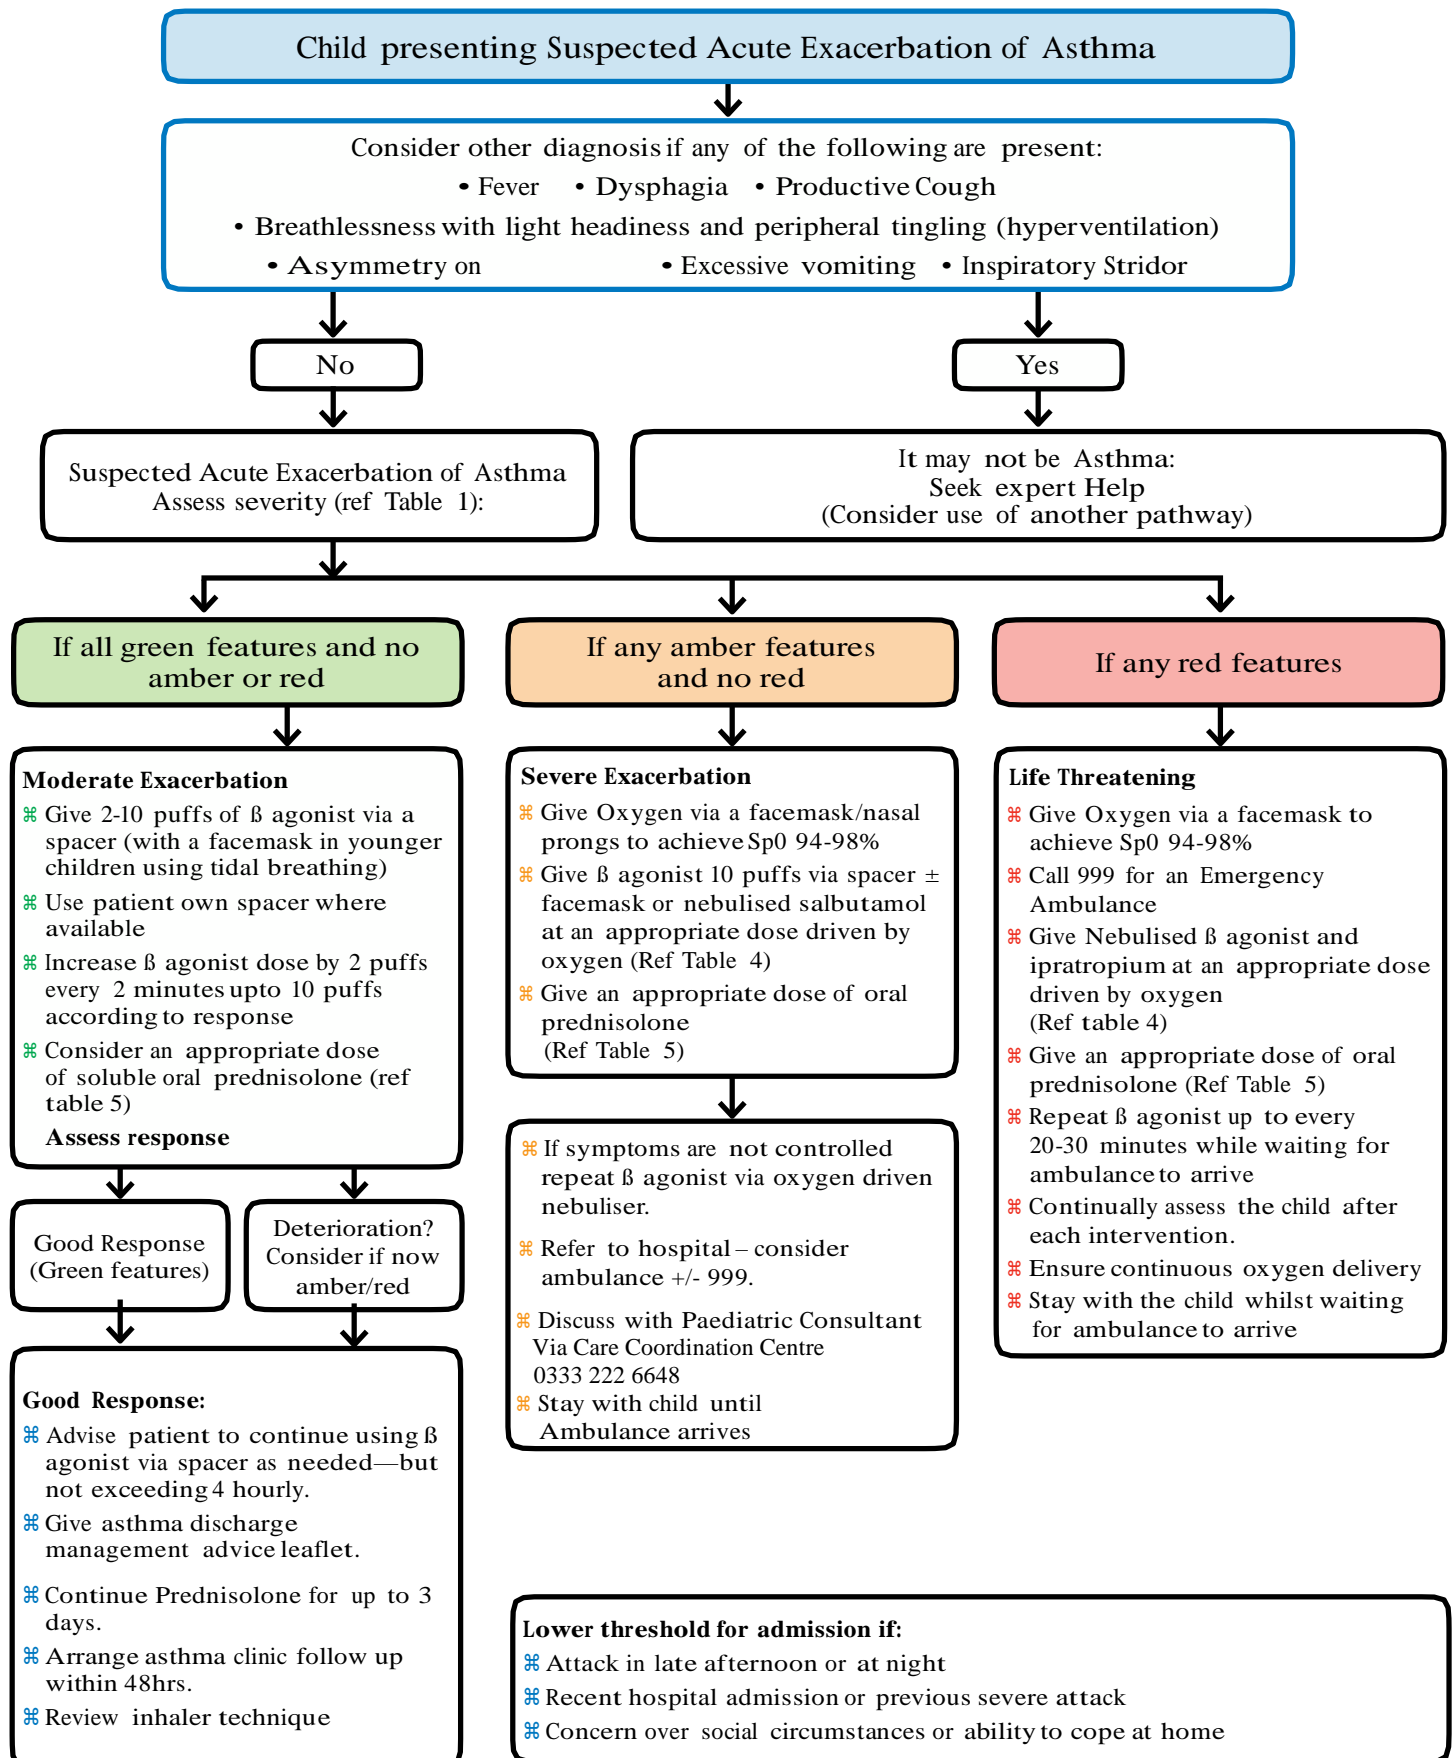 Child presenting Suspected Acute Exacerbation of Asthma
Consider other diagnosis if any of the following are present:
• Fever • Dysphagia • Productive Cough
• Breathlessness with light headiness and peripheral tingling (hyperventilation)
• Asymmetry on • Excessive vomiting • Inspiratory Stridor
No
Yes
Suspected Acute Exacerbation of Asthma
Assess severity (ref Table 1):
It may not be Asthma:
Seek expert Help
(Consider use of another pathway)
If all green features and no
amber or red
If any amber features
and no red
If any red features
Moderate Exacerbation
⌘ Give 2-10 puffs of ß agonist via a
spacer (with a facemask in younger
children using tidal breathing)
⌘ Use patient own spacer where
available
⌘ Increase ß agonist dose by 2 puffs
every 2 minutes upto 10 puffs
according to response
⌘ Consider an appropriate dose
of soluble oral prednisolone (ref
table 5)
Assess response
Good Response
(Green features)
Deterioration?
Consider if now
amber/red
Good Response:
⌘ Advise patient to continue using ß
agonist via spacer as needed—but
not exceeding 4 hourly.
⌘ Give asthma discharge
management advice leaflet.
⌘ Continue Prednisolone for up to 3
days.
⌘ Arrange asthma clinic follow up
within 48hrs.
⌘ Review inhaler technique
Severe Exacerbation
⌘ Give Oxygen via a facemask/nasal
prongs to achieve Sp0 94-98%
⌘ Give ß agonist 10 puffs via spacer ±
facemask or nebulised salbutamol
at an appropriate dose driven by
oxygen (Ref Table 4)
⌘ Give an appropriate dose of oral
prednisolone
(Ref Table 5)
⌘ If symptoms are not controlled
repeat ß agonist via oxygen driven
nebuliser.
⌘ Refer to hospital – consider
ambulance +/- 999.
⌘ Discuss with Paediatric Consultant
Via Care Coordination Centre
0333 222 6648
⌘ Stay with child until
Ambulance arrives
Life Threatening
⌘ Give Oxygen via a facemask to
achieve Sp0 94-98%
⌘ Call 999 for an Emergency
Ambulance
⌘ Give Nebulised ß agonist and
ipratropium at an appropriate dose
driven by oxygen
(Ref table 4)
⌘ Give an appropriate dose of oral
prednisolone (Ref Table 5)
⌘ Repeat ß agonist up to every
20-30 minutes while waiting for
ambulance to arrive
⌘ Continually assess the child after
each intervention.
⌘ Ensure continuous oxygen delivery
⌘ Stay with the child whilst waiting
for ambulance to arrive
Lower threshold for admission if:
⌘ Attack in late afternoon or at night
⌘ Recent hospital admission or previous severe attack
⌘ Concern over social circumstances or ability to cope at home